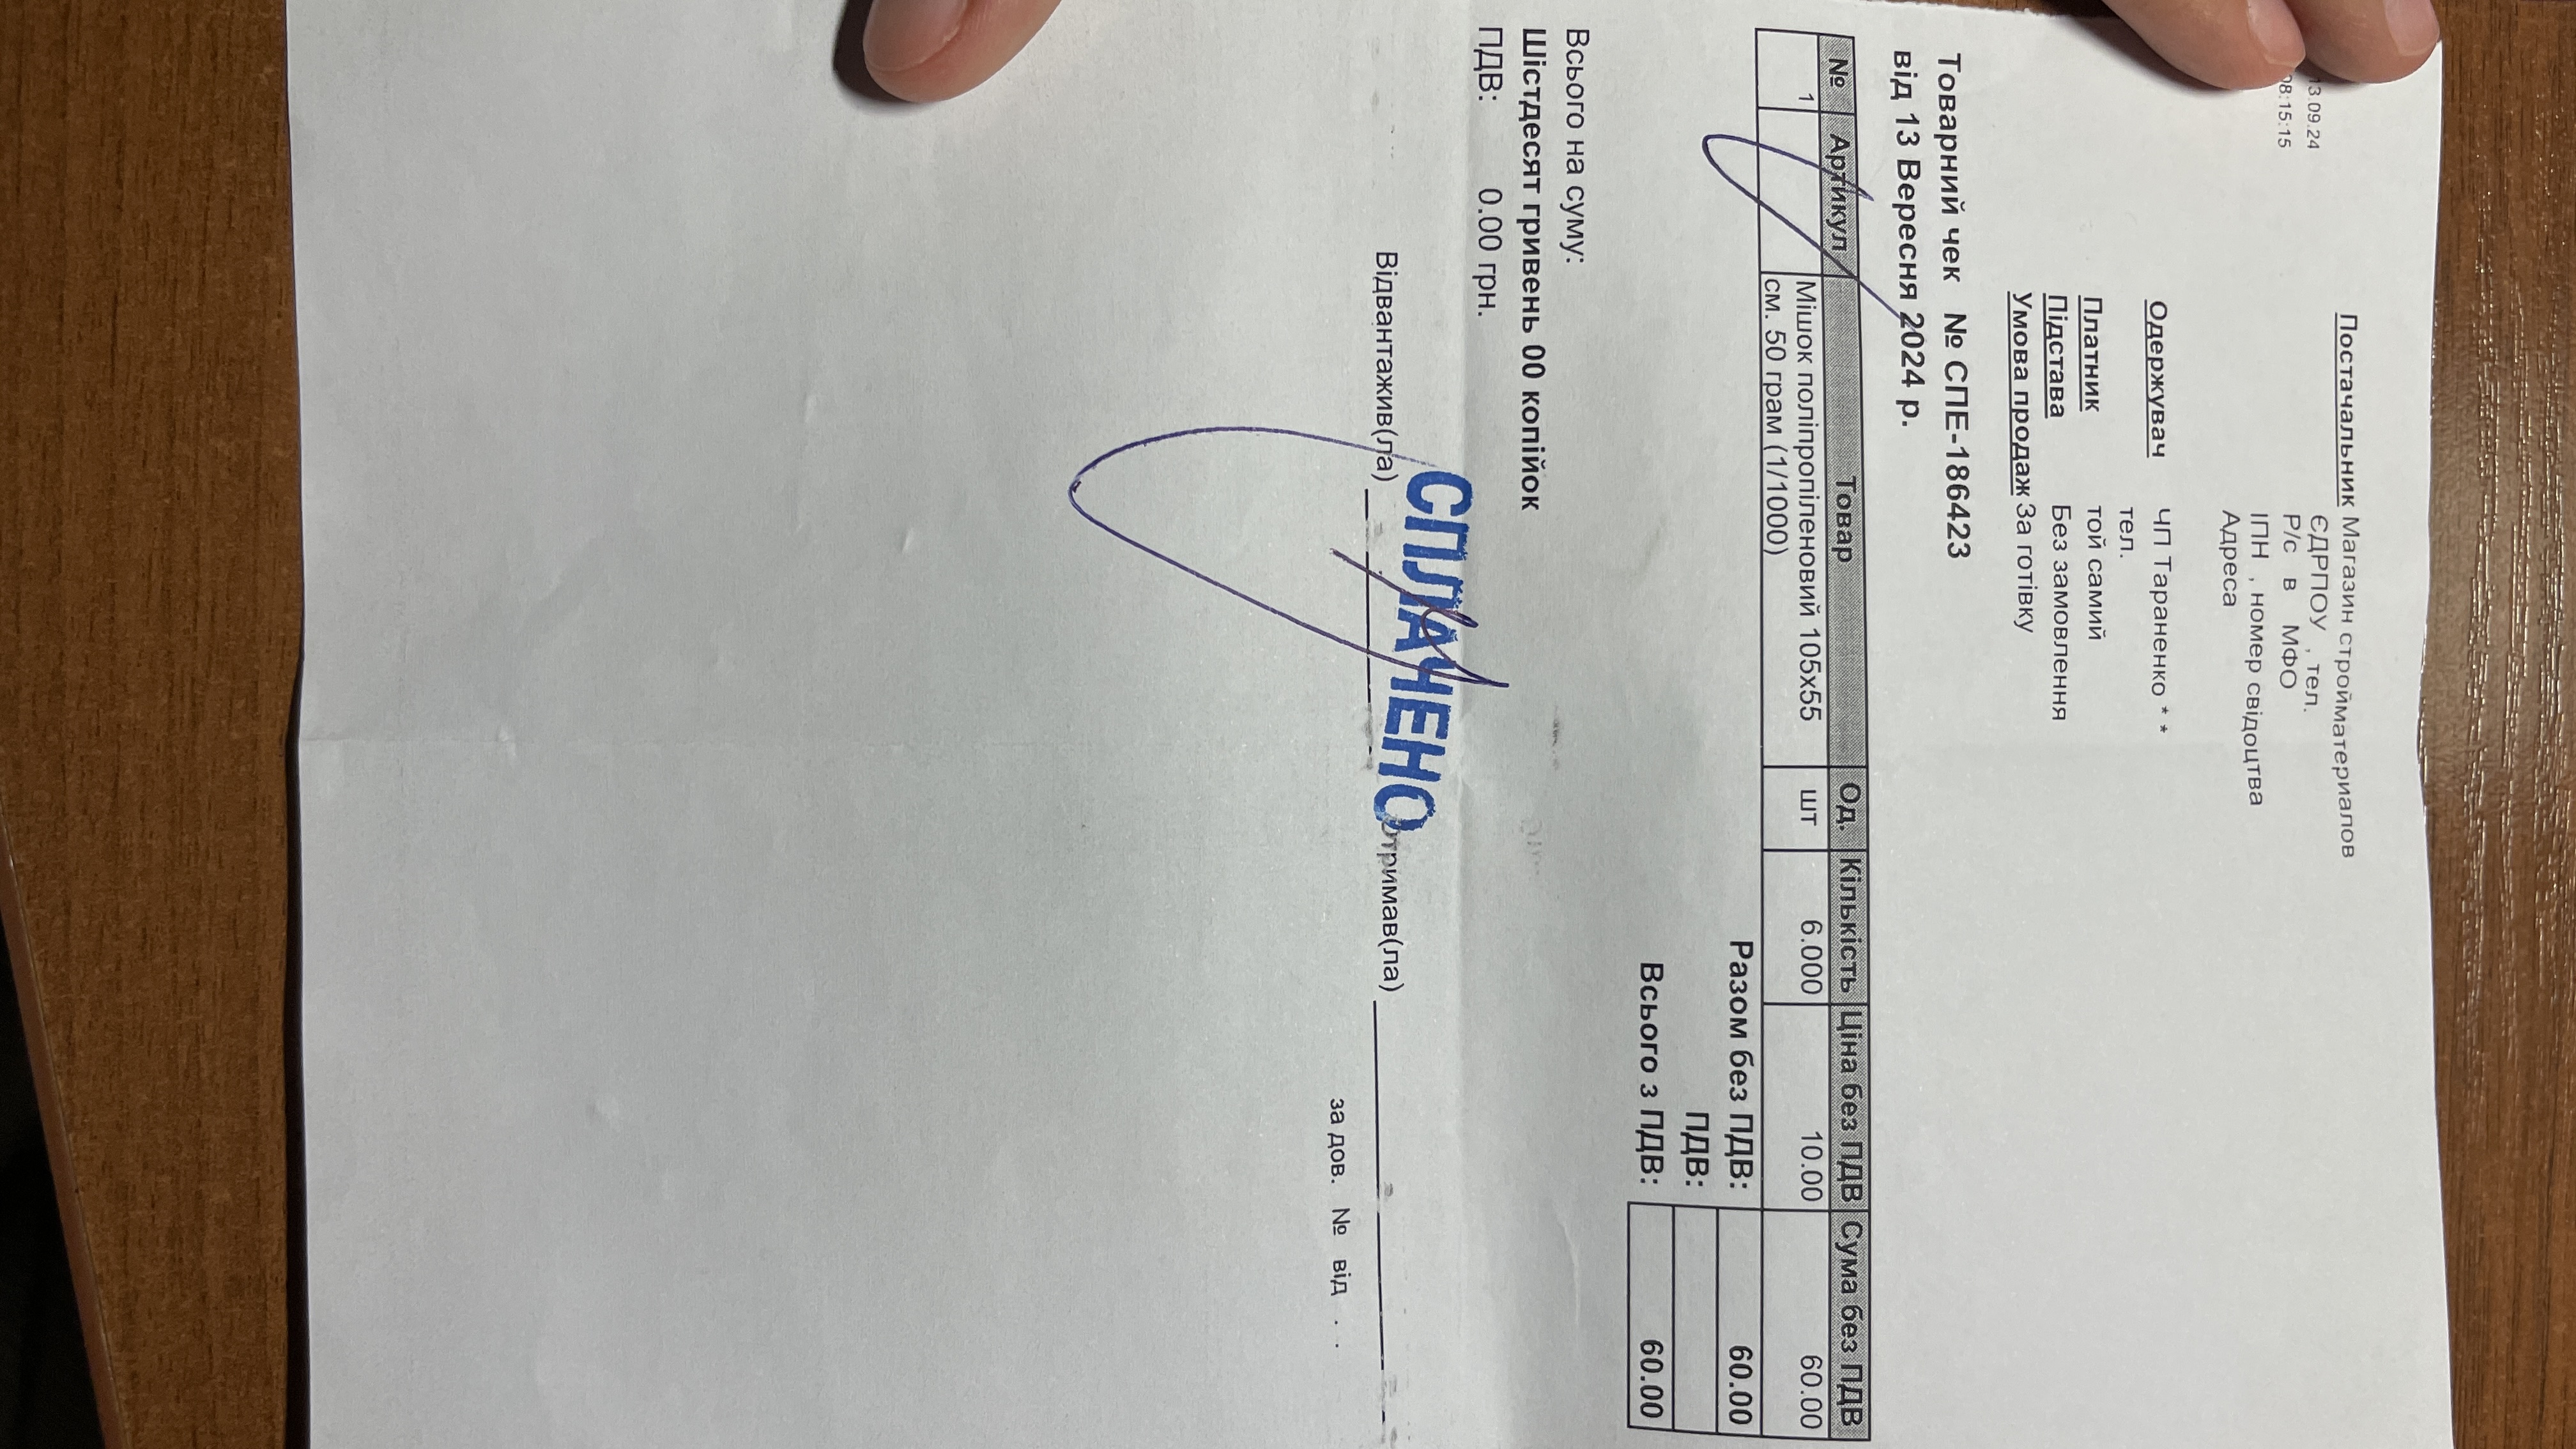 Постачальник Магазин стройматериалов
13.09.24
ЄДРПОУ , тел.
08:15:15
Р/с в МФО
ІПН , номер свідоцтва
Адреса
Одержувач ЧП Тараненко * *
тел.
Платник той самий
Підстава Без замовлення
Умова продаж За готівку
Товарний чек № СПЕ-186423
від 13 Вересня 2024 р.
№ Артикул Товар Од. Кількість Ціна без ПДВ Сума без ПДВ
1 Мішок поліпропіленовий 105х55 шт 6.000 10.00 60.00
см. 50 грам (1/1000)
Разом без ПДВ: 60.00
ПДВ:
Всього з ПДВ: 60.00
Всього на суму:
Шістдесят гривень 00 копійок
ПДВ: 0.00 грн.
СПЛАЧЕНО
Відвантажив(ла) Отримав(ла)
за дов. № від . .